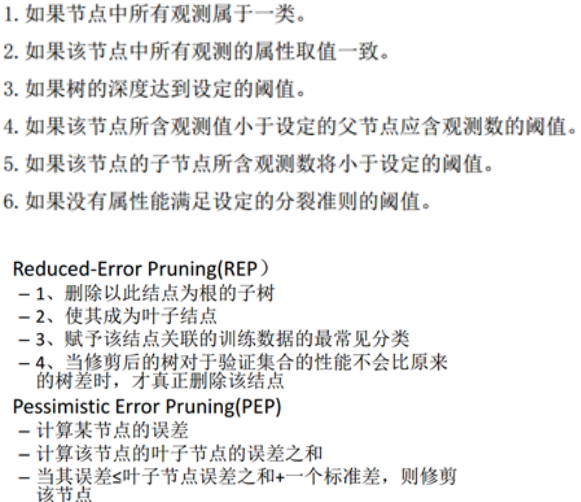 1. 如果节点中所有观测属于一类。
2. 如果该节点中所有观测的属性取值一致。
3. 如果树的深度达到设定的阈值。
4. 如果该节点所含观测值小于设定的父节点应含观测数的阈值。
5. 如果该节点的子节点所含观测数将小于设定的阈值。
6. 如果没有属性能满足设定的分裂准则的阈值。
Reduced-Error Pruning(REP）
– 1、删除以此结点为根的子树
– 2、使其成为叶子结点
– 3、赋予该结点关联的训练数据的最常见分类
– 4、当修剪后的树对于验证集合的性能不会比原来
的树差时，才真正删除该结点
Pessimistic Error Pruning(PEP)
– 计算某节点的误差
– 计算该节点的叶子节点的误差之和
– 当其误差≤叶子节点误差之和+一个标准差，则修剪
该节点